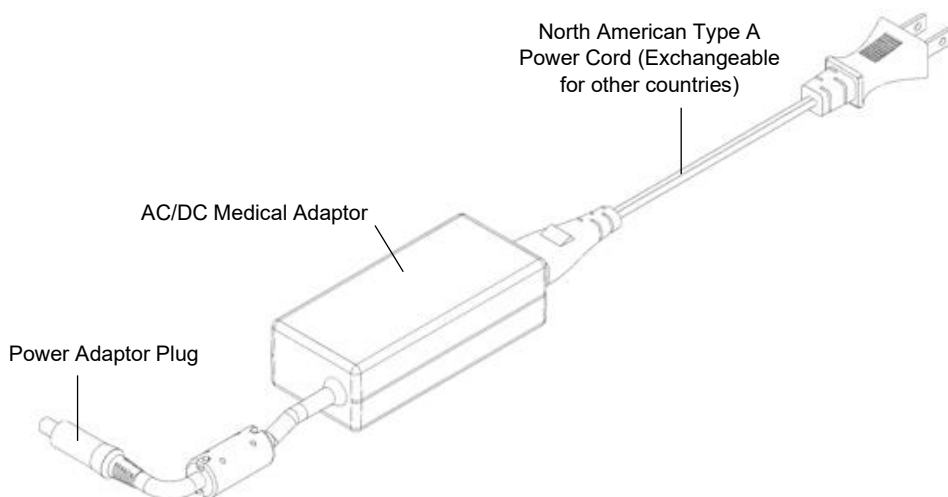 North American Type A
Power Cord (Exchangeable
for other countries)
AC/DC Medical Adaptor
Power Adaptor Plug